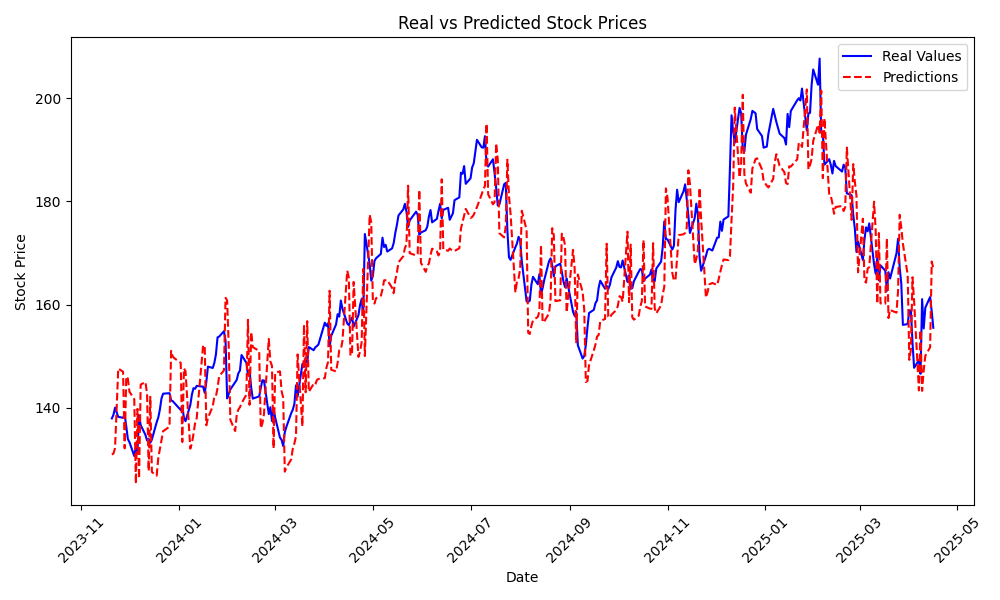 Real vs Predicted Stock Prices
Real Values
Predictions
Stock Price
200
180
160
140
2023-11
2024-01
2024-03
2024-05
2024-07
2024-09
2024-11
2025-01
2025-03
2025-05
Date